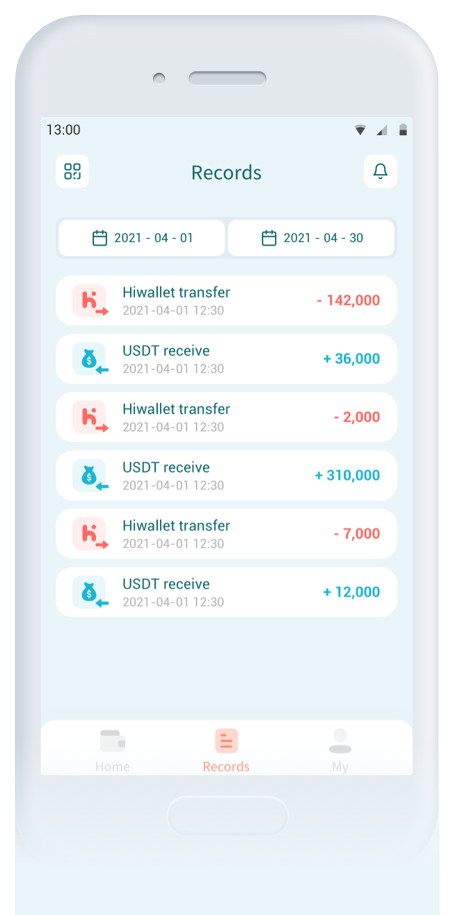 13:00
Records
2021 - 04 - 01
2021 - 04 - 30
Hiwallet transfer
2021-04-01 12:30
- 142,000
USDT receive
2021-04-01 12:30
+ 36,000
Hiwallet transfer
2021-04-01 12:30
- 2,000
USDT receive
2021-04-01 12:30
+ 310,000
Hiwallet transfer
2021-04-01 12:30
- 7,000
USDT receive
2021-04-01 12:30
+ 12,000
Home
Records
My